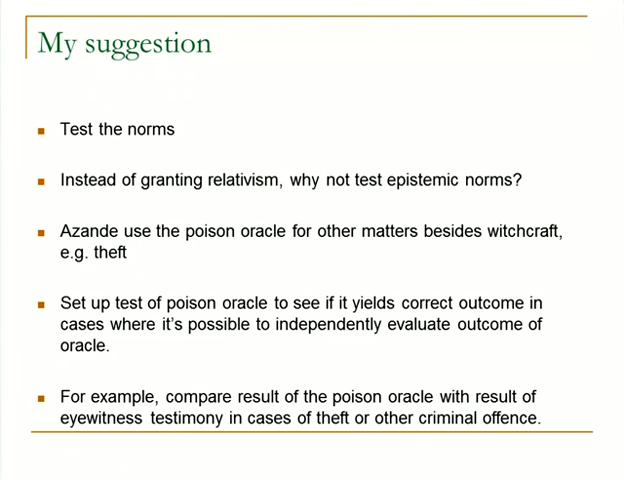 My suggestion
Test the norms
Instead of granting relativism, why not test epistemic norms?
Azande use the poison oracle for other matters besides witchcraft,
e.g. theft
Set up test of poison oracle to see if it yields correct outcome in
cases where it's possible to independently evaluate outcome of
oracle.
For example, compare result of the poison oracle with result of
eyewitness testimony in cases of theft or other criminal offence.